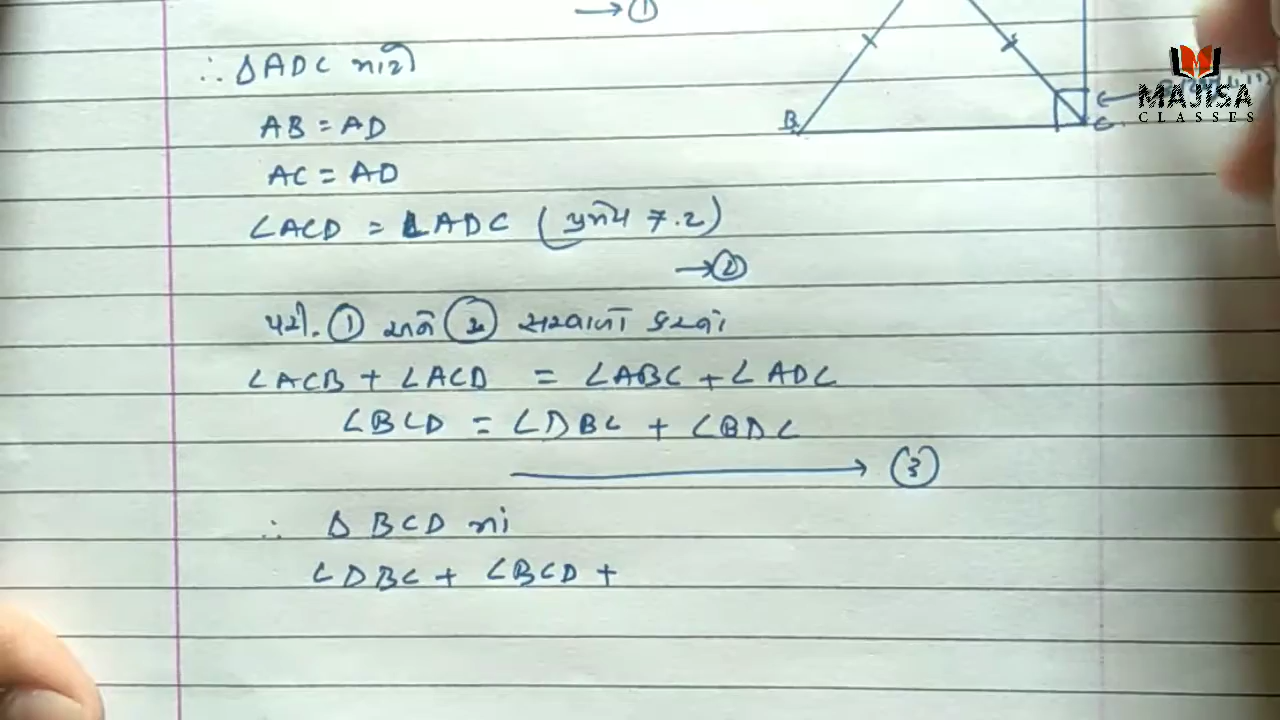 → ①
∴ ΔADC માટે
AB = AD
AC = AD
∠ACD = ∠ADC (પ્રમેય 7.2)
→ ②
પરિ. ① અને ② સરવાળો કરતાં
∠ACB + ∠ACD = ∠ABC + ∠ADC
∠BCD = ∠DBC + ∠BDC
→ ③
∴ Δ BCD માં
∠DBC + ∠BCD +
B
C
MAJISA
CLASSES